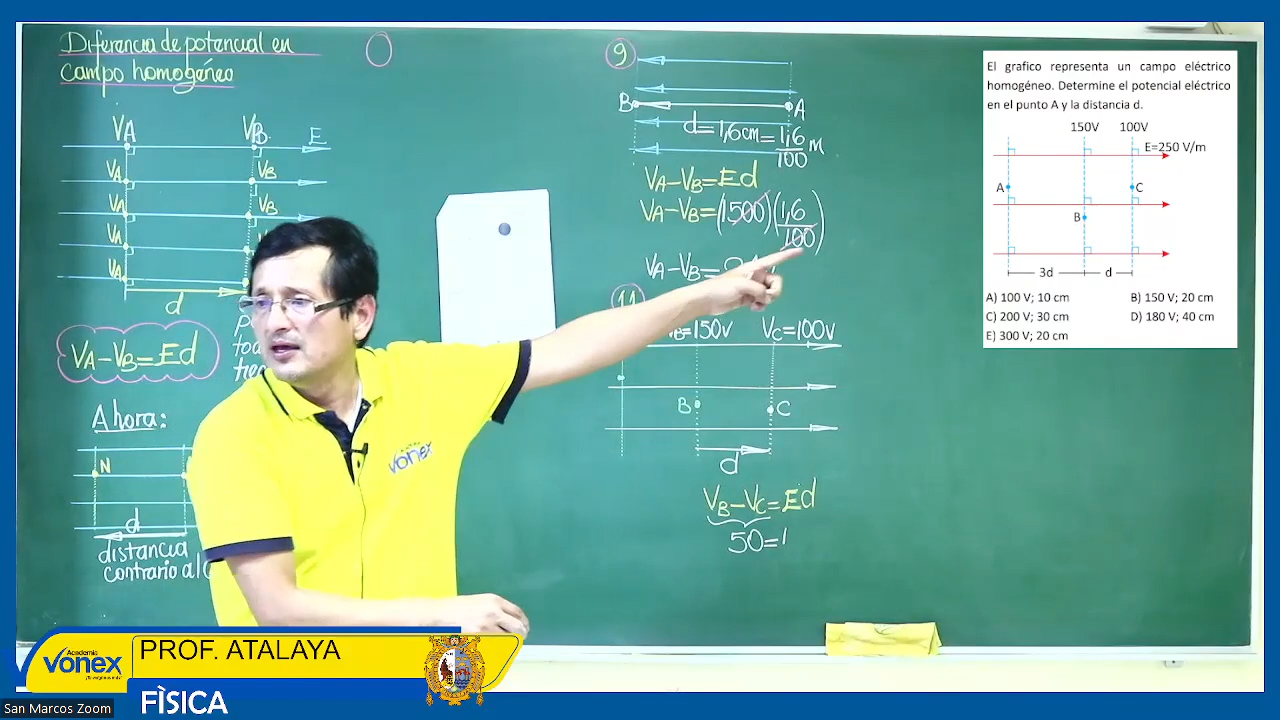 Diferencia de potencial en
campo homogéneo
VA
VB
E
VA
VB
VA
VB
VA
VA
d
VA-VB=Ed
Ahora:
N
d
distancia
contrario al
9
B
A
d=1,6cm=1,6/100 m
VA-VB=Ed
VA-VB=(1500)(1,6/100)
VA-VB=
11
VB=150v
VC=100v
B
C
d
VB-VC=Ed
50=
El grafico representa un campo eléctrico
homogéneo. Determine el potencial eléctrico
en el punto A y la distancia d.
150V 100V
E=250 V/m
A
C
B
3d d
A) 100 V; 10 cm B) 150 V; 20 cm
C) 200 V; 30 cm D) 180 V; 40 cm
E) 300 V; 20 cm
vonex
Academia
vonex
PROF. ATALAYA
FÌSICA
San Marcos Zoom